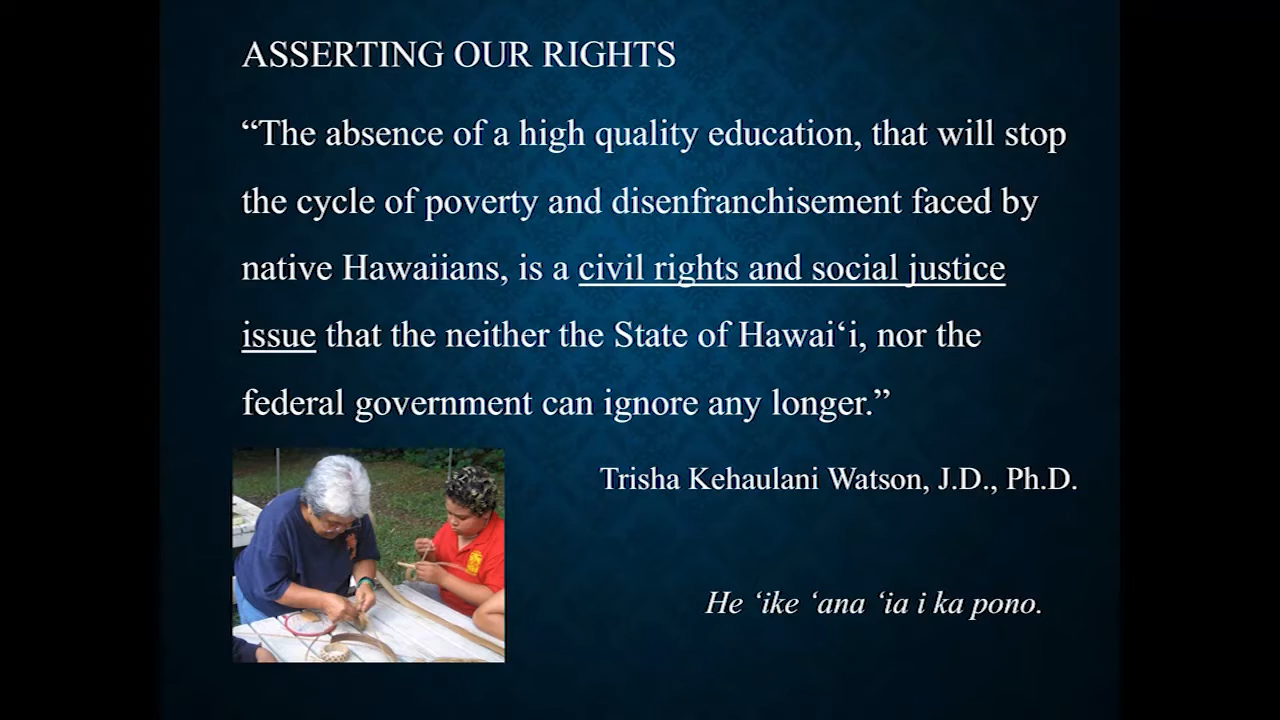 ASSERTING OUR RIGHTS
“The absence of a high quality education, that will stop
the cycle of poverty and disenfranchisement faced by
native Hawaiians, is a civil rights and social justice
issue that the neither the State of Hawai‘i, nor the
federal government can ignore any longer.”
Trisha Kehaulani Watson, J.D., Ph.D.
He ‘ike ‘ana ‘ia i ka pono.